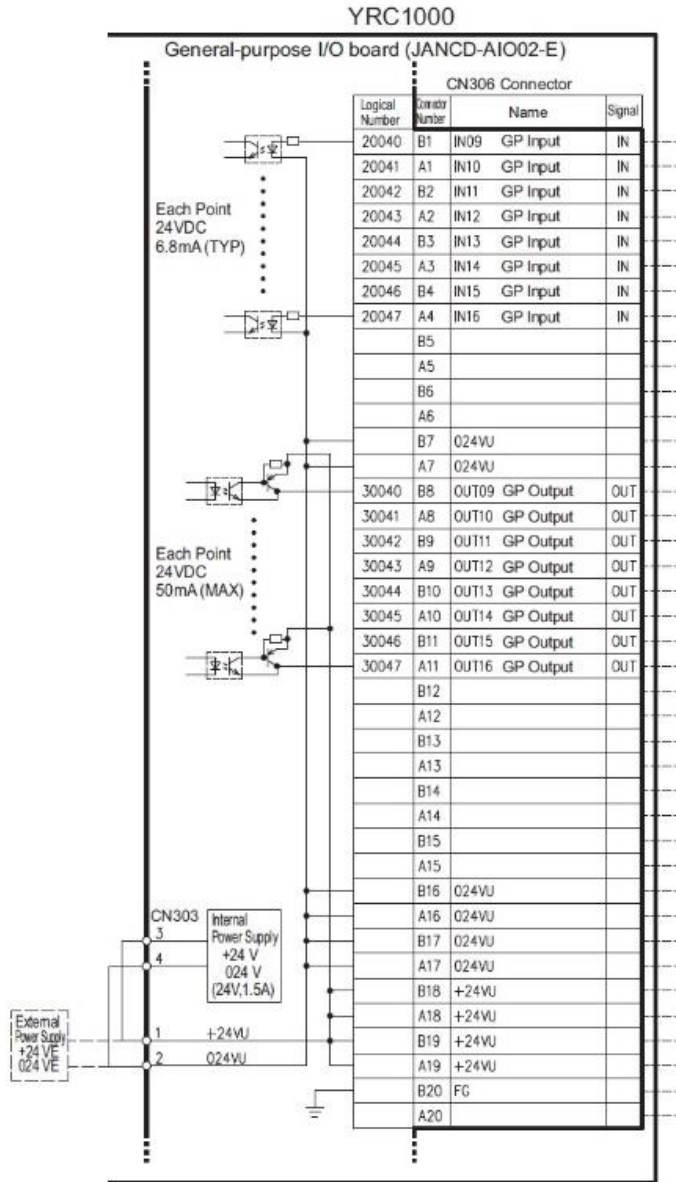 YRC1000
General-purpose I/O board (JANCD-AIO02-E)
CN306 Connector
Logical Number Connector Number Name Signal
20040 B1 IN09 GP Input IN
20041 A1 IN10 GP Input IN
20042 B2 IN11 GP Input IN
20043 A2 IN12 GP Input IN
20044 B3 IN13 GP Input IN
20045 A3 IN14 GP Input IN
20046 B4 IN15 GP Input IN
20047 A4 IN16 GP Input IN
Each Point
24VDC
6.8mA (TYP)
B5
A5
B6
A6
B7 024VU
A7 024VU
30040 B8 OUT09 GP Output OUT
30041 A8 OUT10 GP Output OUT
30042 B9 OUT11 GP Output OUT
30043 A9 OUT12 GP Output OUT
30044 B10 OUT13 GP Output OUT
30045 A10 OUT14 GP Output OUT
30046 B11 OUT15 GP Output OUT
30047 A11 OUT16 GP Output OUT
Each Point
24VDC
50mA (MAX)
B12
A12
B13
A13
B14
A14
B15
A15
B16 024VU
A16 024VU
B17 024VU
A17 024VU
B18 +24VU
A18 +24VU
B19 +24VU
A19 +24VU
B20 FG
A20
CN303
3
4
Internal
Power Supply
+24 V
024 V
(24V,1.5A)
1 +24VU
2 024VU
External
Power Supply
+24 VE
024 VE